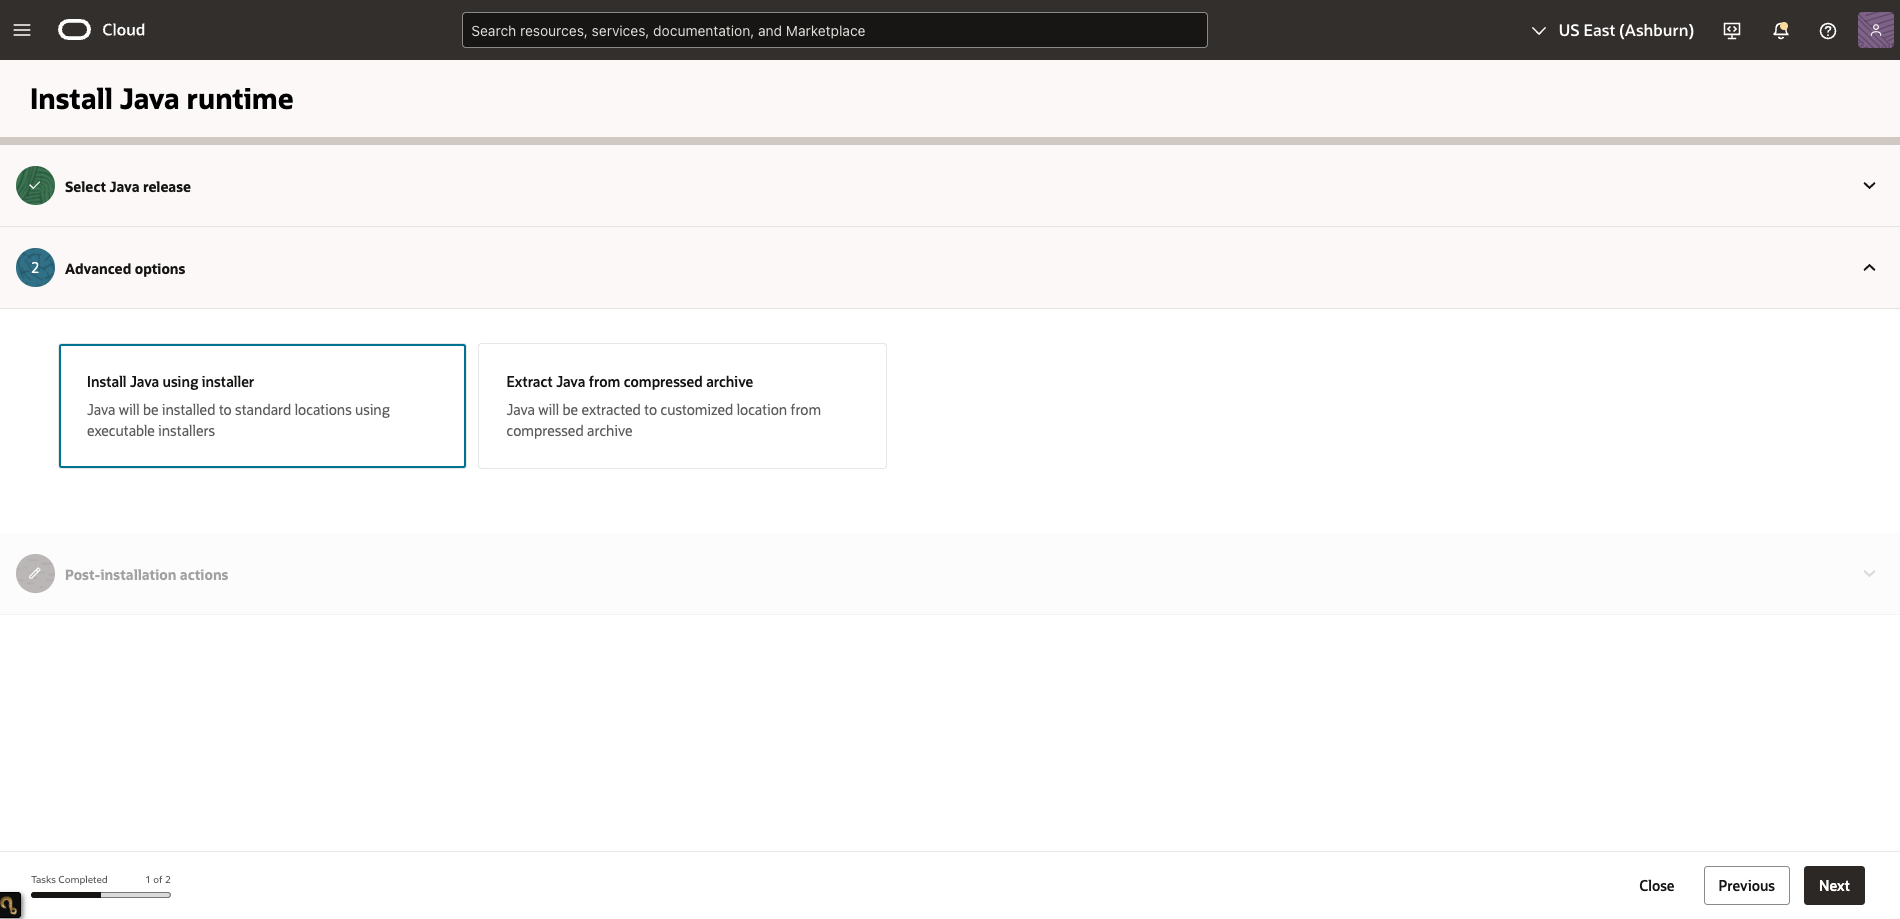 Cloud
Search resources, services, documentation, and Marketplace
US East (Ashburn)
Install Java runtime
Select Java release
2
Advanced options
Install Java using installer
Java will be installed to standard locations using
executable installers
Extract Java from compressed archive
Java will be extracted to customized location from
compressed archive
Post-installation actions
Tasks Completed 1 of 2
Close
Previous
Next